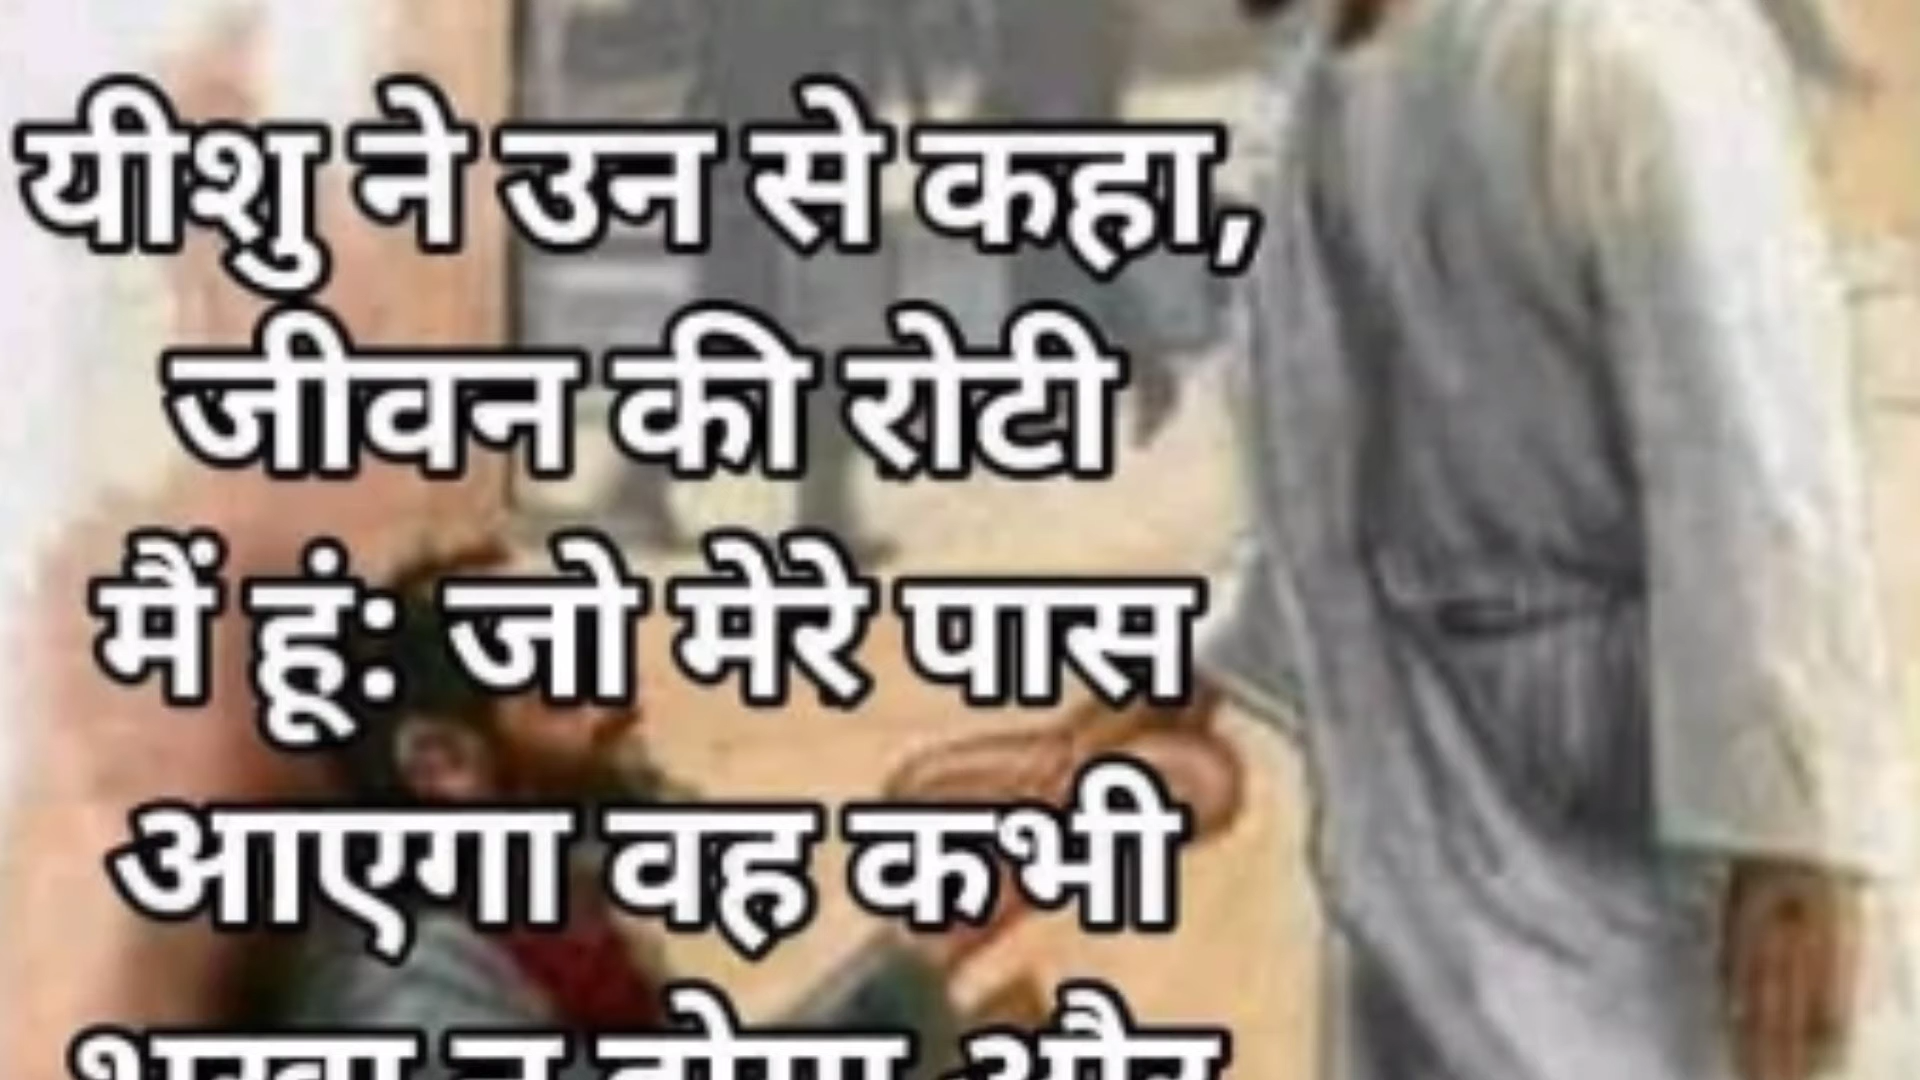 यीशु ने उन से कहा,
जीवन की रोटी
मैं हूं: जो मेरे पास
आएगा वह कभी